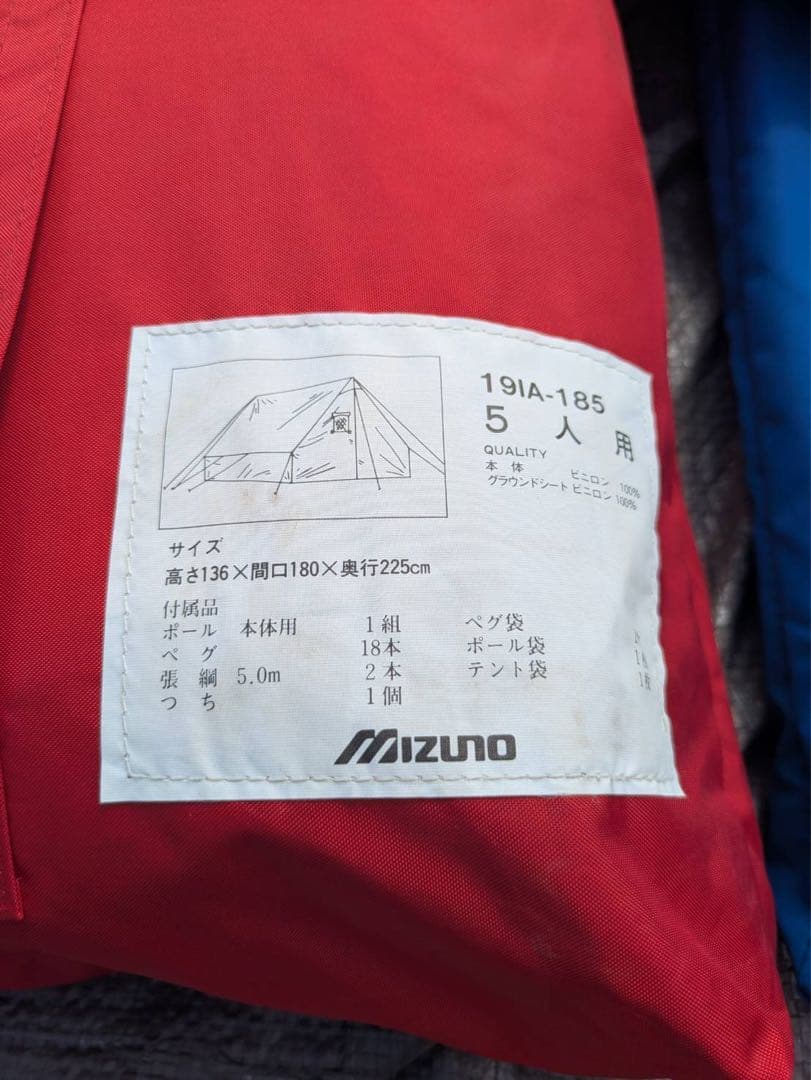 19IA-185
5人用
QUALITY
本体 ビニロン 100%
グラウンドシート ビニロン 100%
サイズ
高さ136×間口180×奥行225cm
付属品
ポール 本体用 1組 ペグ袋
ペグ 18本 ポール袋
張綱 5.0m 2本 テント袋 1枚
つち 1個
MIZUNO